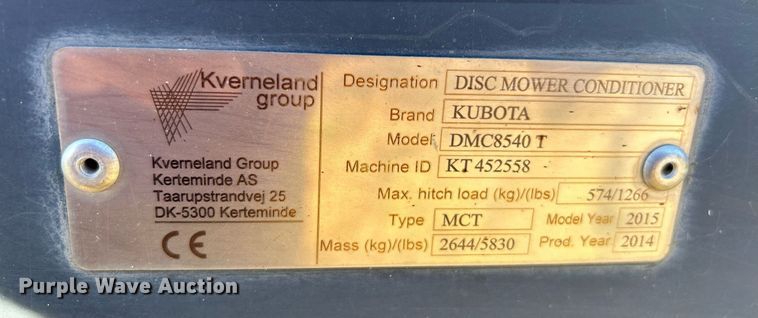 Kverneland
group
Kverneland Group
Kerteminde AS
Taarupstrandvej 25
DK-5300 Kerteminde
CE
Designation DISC MOWER CONDITIONER
Brand KUBOTA
Model DMC8540 T
Machine ID KT452558
Max. hitch load (kg)/(lbs) 574/1266
Type MCT Model Year 2015
Mass (kg)/(lbs) 2644/5830 Prod. Year 2014
Purple Wave Auction